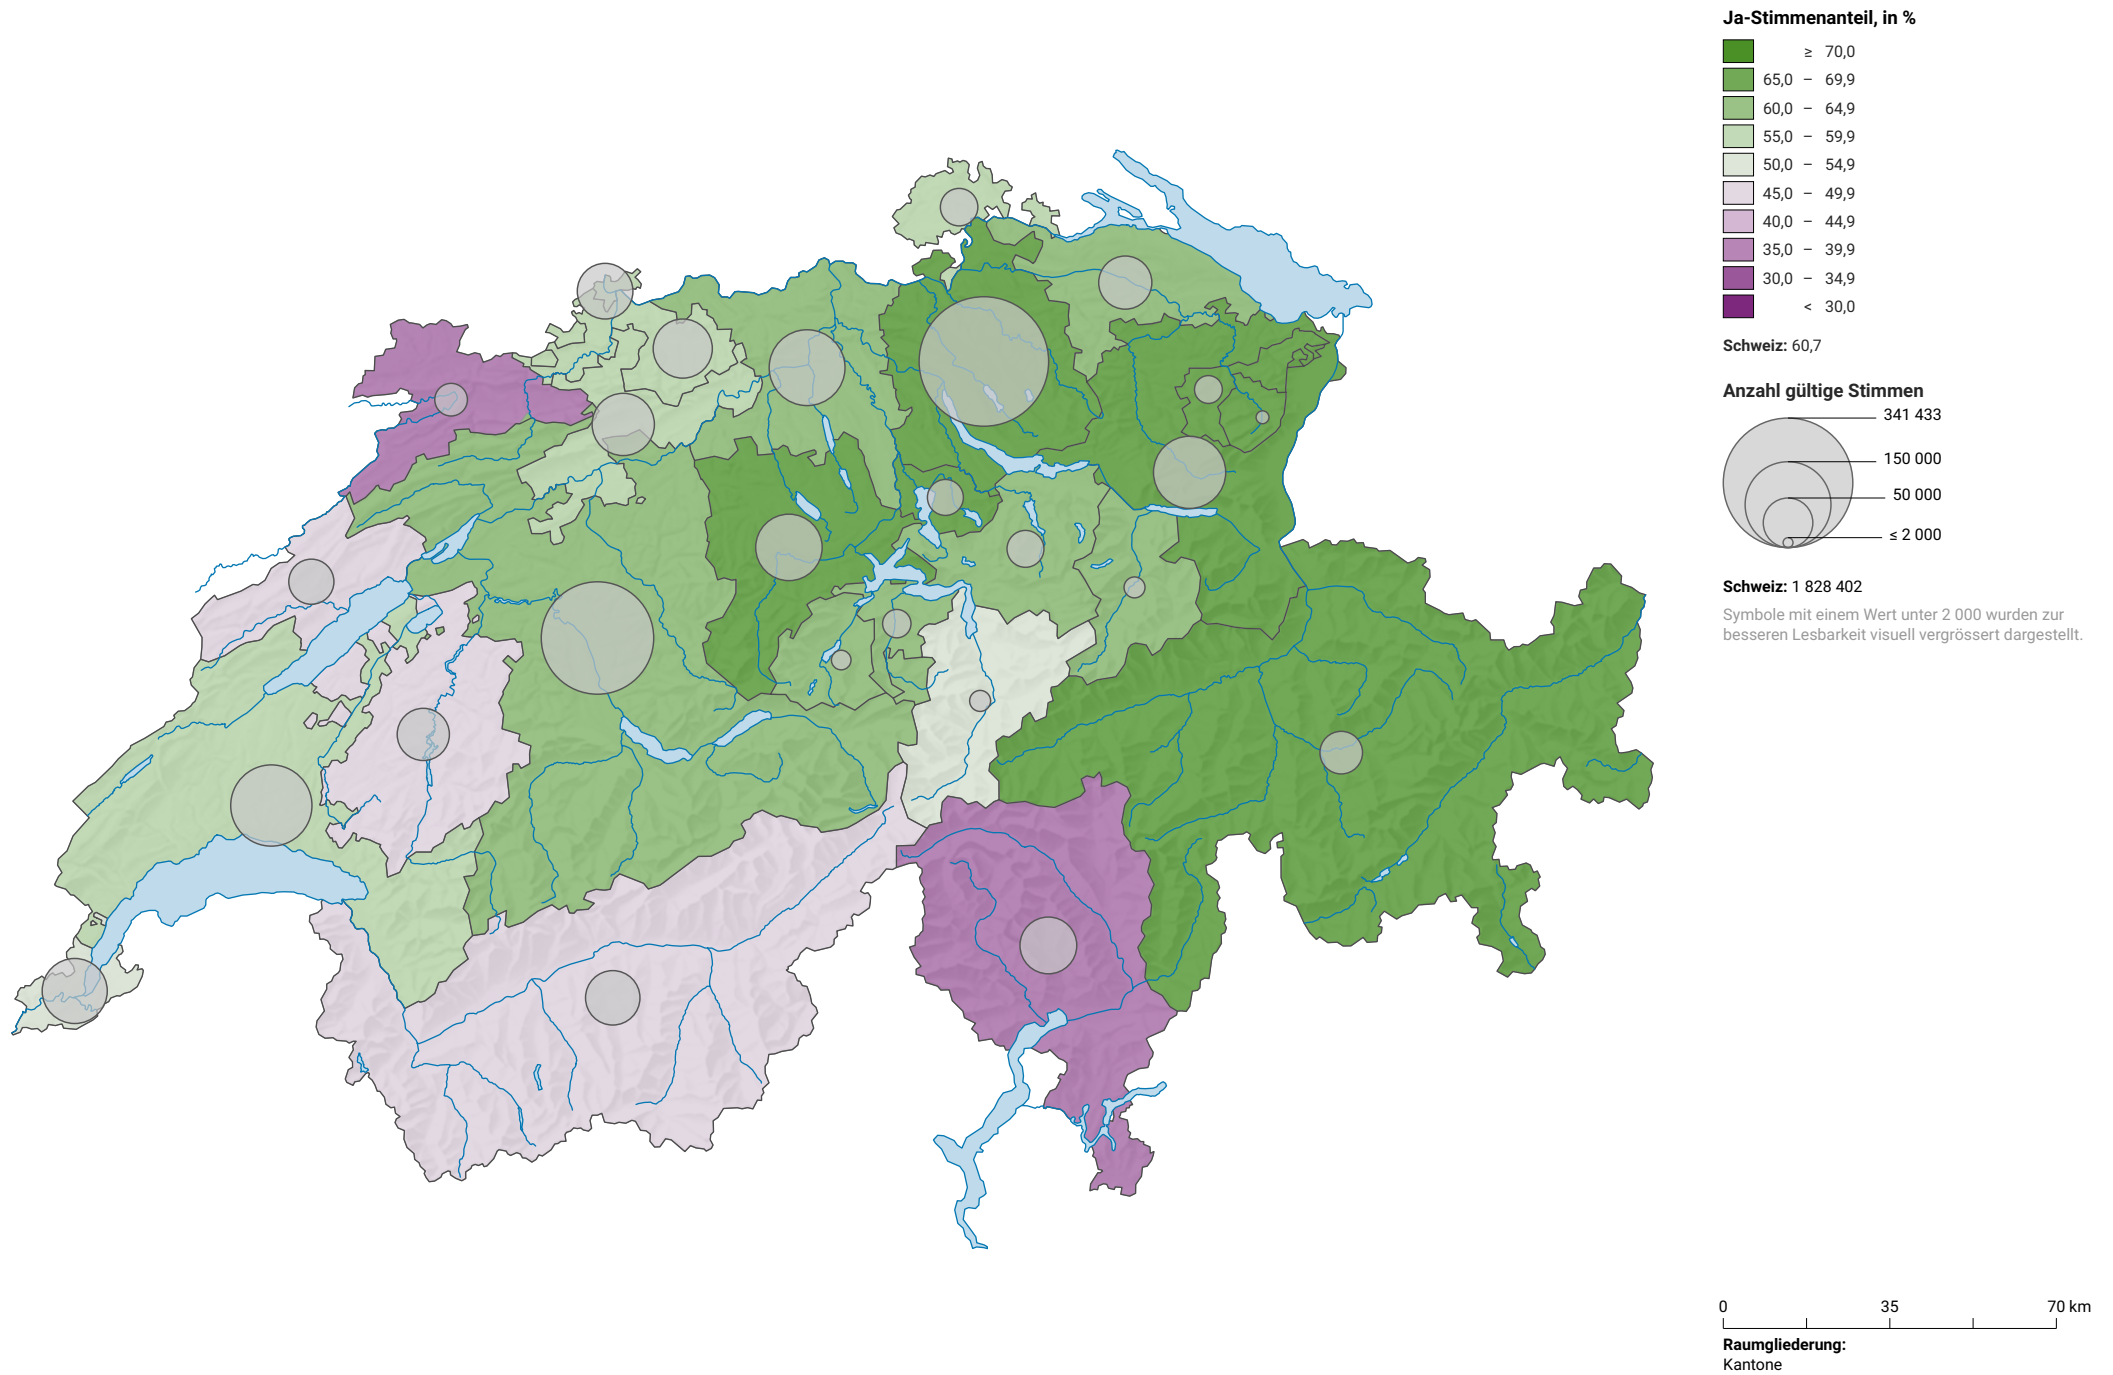 Ja-Stimmenanteil, in %
≥ 70,0
65,0 – 69,9
60,0 – 64,9
55,0 – 59,9
50,0 – 54,9
45,0 – 49,9
40,0 – 44,9
35,0 – 39,9
30,0 – 34,9
< 30,0
Schweiz: 60,7
Anzahl gültige Stimmen
341 433
150 000
50 000
≤ 2 000
Schweiz: 1 828 402
Symbole mit einem Wert unter 2 000 wurden zur
besseren Lesbarkeit visuell vergrössert dargestellt.
0 35 70 km
Raumgliederung:
Kantone